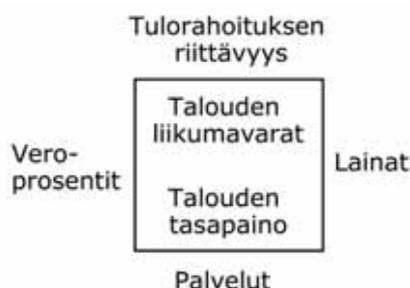 Tulorahoituksen
riittävyys
Talouden
liikumavarat
Vero-
prosentit
Lainat
Talouden
tasapaino
Palvelut